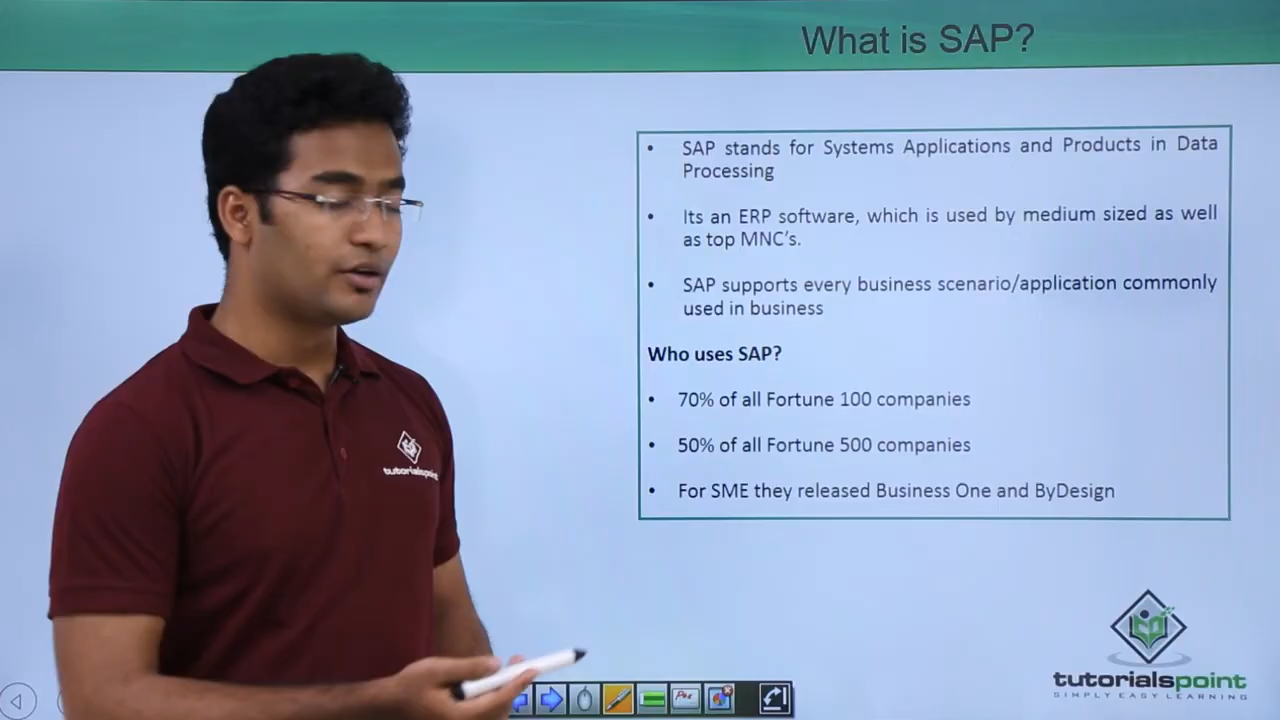 What is SAP?
• SAP stands for Systems Applications and Products in Data
Processing
• Its an ERP software, which is used by medium sized as well
as top MNC's.
• SAP supports every business scenario/application commonly
used in business
Who uses SAP?
• 70% of all Fortune 100 companies
• 50% of all Fortune 500 companies
• For SME they released Business One and ByDesign
tutorialspoint
tutorialspoint
SIMPLY EASY LEARNING
Pen